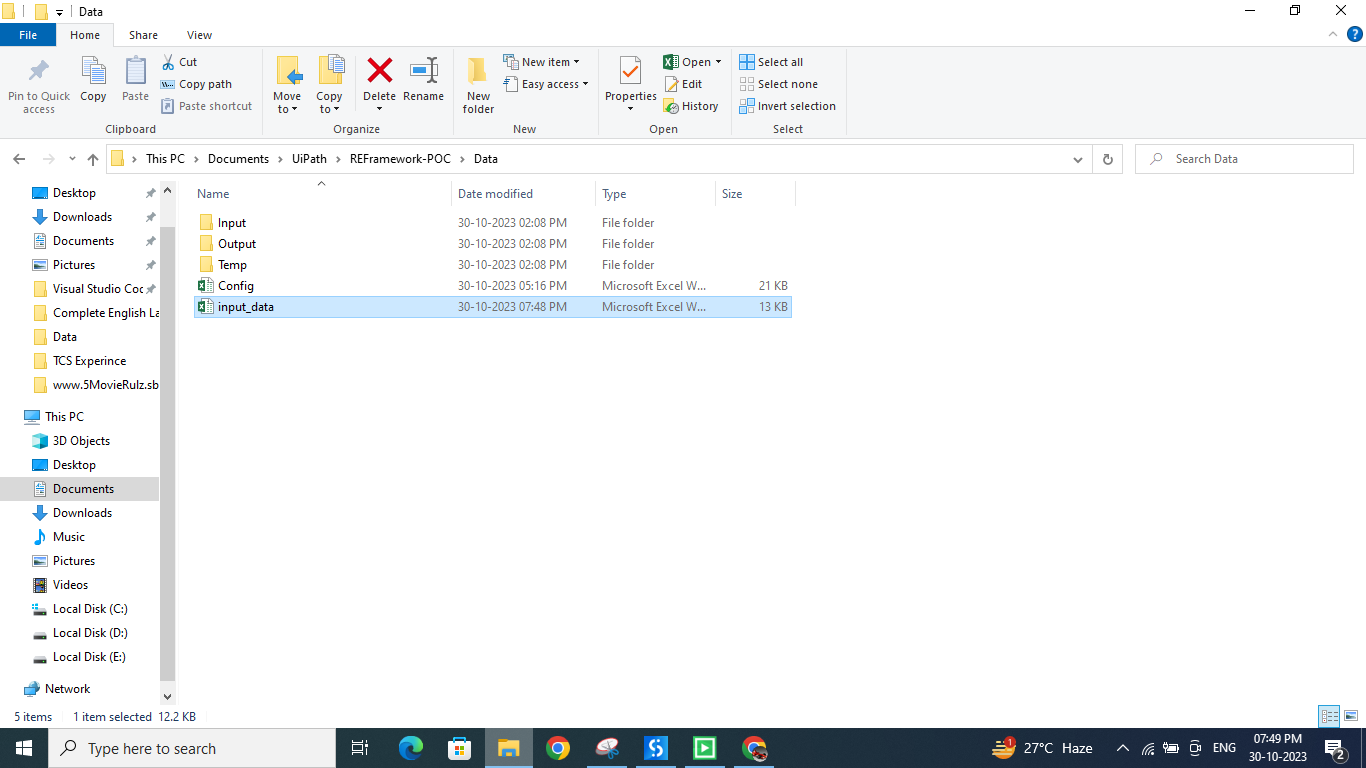 Data
File Home Share View
Pin to Quick access
Copy
Paste
Cut
Copy path
Paste shortcut
Clipboard
Move to
Copy to
Delete
Rename
Organize
New folder
New item
Easy access
New
Properties
Open
Edit
History
Open
Select all
Select none
Invert selection
Select
This PC > Documents > UiPath > REFramework-POC > Data
Search Data
Desktop
Downloads
Documents
Pictures
Visual Studio Coc
Complete English La
Data
TCS Experince
www.5MovieRulz.sb
This PC
3D Objects
Desktop
Documents
Downloads
Music
Pictures
Videos
Local Disk (C:)
Local Disk (D:)
Local Disk (E:)
Network
Name Date modified Type Size
Input 30-10-2023 02:08 PM File folder
Output 30-10-2023 02:08 PM File folder
Temp 30-10-2023 02:08 PM File folder
Config 30-10-2023 05:16 PM Microsoft Excel W... 21 KB
input_data 30-10-2023 07:48 PM Microsoft Excel W... 13 KB
5 items 1 item selected 12.2 KB
Type here to search
1
27°C Haze
ENG
07:49 PM
30-10-2023
2